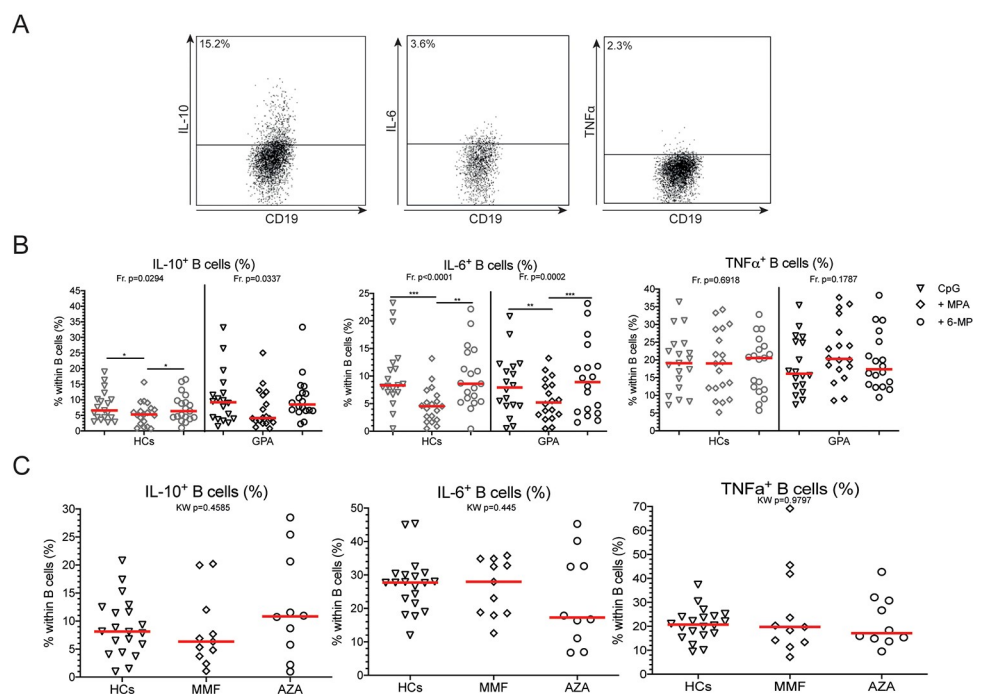 A
15.2%
3.6%
2.3%
IL-10
IL-6
TNFα
CD19
CD19
CD19
B
IL-10+ B cells (%)
IL-6+ B cells (%)
TNFα+ B cells (%)
Fr. p=0.0294
Fr. p=0.0337
Fr. p<0.0001
Fr. p=0.0002
Fr. p=0.6918
Fr. p=0.1787
CpG
+ MPA
+ 6-MP
% within B cells (%)
45
40
35
30
25
20
15
10
5
0
*
*
HCs
GPA
% within B cells (%)
25
20
15
10
5
0
***
**
**
***
HCs
GPA
% within B cells (%)
40
35
30
25
20
15
10
5
0
HCs
GPA
C
IL-10+ B cells (%)
KW p=0.4585
% within B cells (%)
30
25
20
15
10
5
0
HCs
MMF
AZA
IL-6+ B cells (%)
KW p=0.445
% within B cells (%)
50
40
30
20
10
0
HCs
MMF
AZA
TNFa+ B cells (%)
KW p=0.9797
% within B cells (%)
70
60
50
40
30
20
10
0
HCs
MMF
AZA